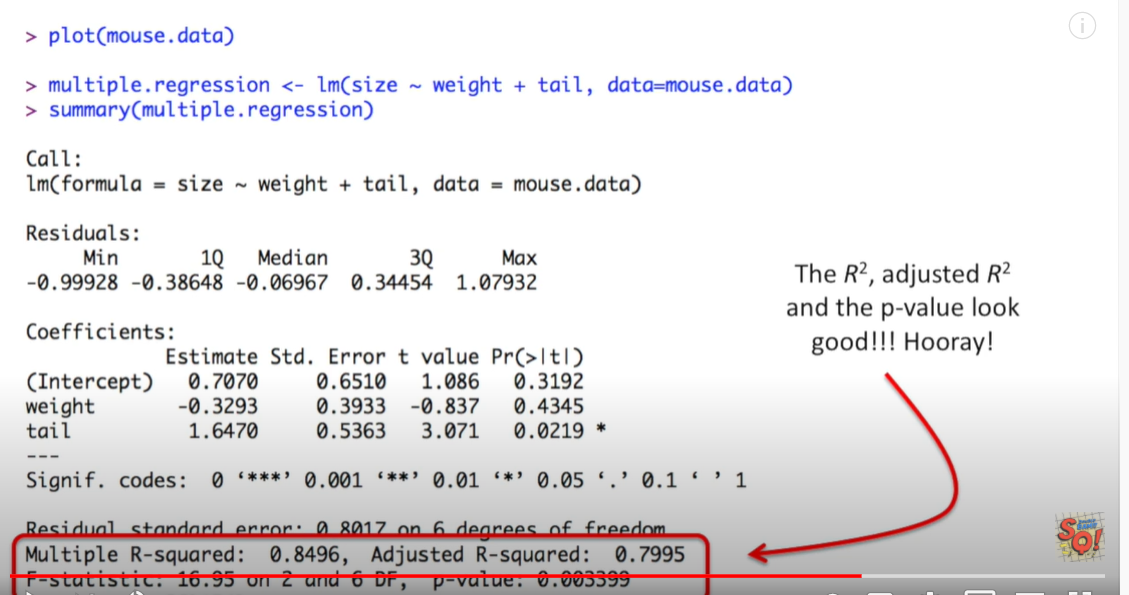 > plot(mouse.data)
> multiple.regression <- lm(size ~ weight + tail, data=mouse.data)
> summary(multiple.regression)
Call:
lm(formula = size ~ weight + tail, data = mouse.data)
Residuals:
Min 1Q Median 3Q Max
-0.99928 -0.38648 -0.06967 0.34454 1.07932
Coefficients:
Estimate Std. Error t value Pr(>|t|)
(Intercept) 0.7070 0.6510 1.086 0.3192
weight -0.3293 0.3933 -0.837 0.4345
tail 1.6470 0.5363 3.071 0.0219 *
---
Signif. codes: 0 ‘***’ 0.001 ‘**’ 0.01 ‘*’ 0.05 ‘.’ 0.1 ‘ ’ 1
Residual standard error: 0.8017 on 6 degrees of freedom
Multiple R-squared: 0.8496, Adjusted R-squared: 0.7995
F-statistic: 16.95 on 2 and 6 DF, p-value: 0.003399
The R², adjusted R²
and the p-value look
good!!! Hooray!
SQ!